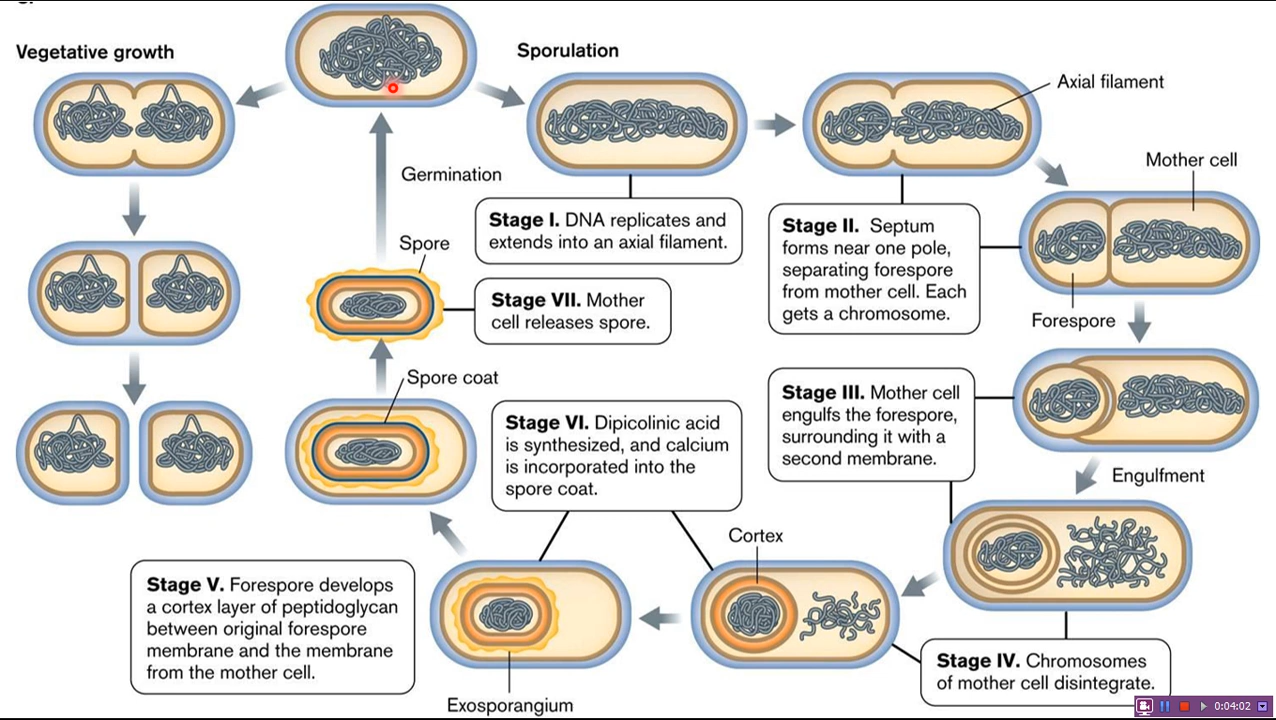 Vegetative growth
Sporulation
Axial filament
Mother cell
Germination
Stage I. DNA replicates and
extends into an axial filament.
Stage II. Septum
forms near one pole,
separating forespore
from mother cell. Each
gets a chromosome.
Spore
Stage VII. Mother
cell releases spore.
Forespore
Spore coat
Stage III. Mother cell
engulfs the forespore,
surrounding it with a
second membrane.
Stage VI. Dipicolinic acid
is synthesized, and calcium
is incorporated into the
spore coat.
Engulfment
Cortex
Stage V. Forespore develops
a cortex layer of peptidoglycan
between original forespore
membrane and the membrane
from the mother cell.
Stage IV. Chromosomes
of mother cell disintegrate.
Exosporangium
0:04:02